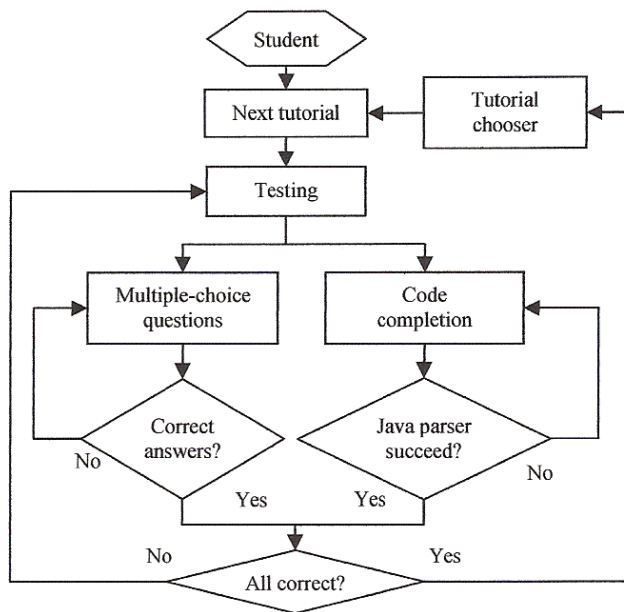 Student
Next tutorial
Tutorial
chooser
Testing
Multiple-choice
questions
Code
completion
Correct
answers?
Java parser
succeed?
No
No
Yes
Yes
No
Yes
All correct?